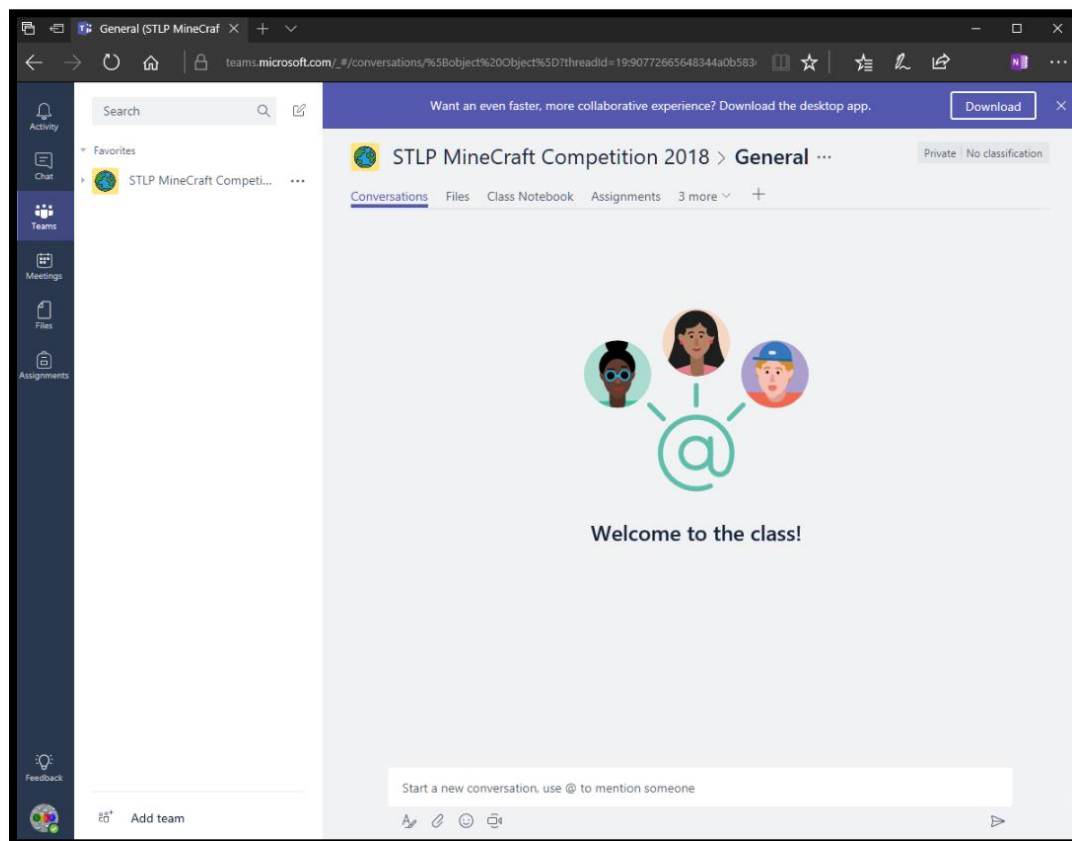 General (STLP MineCraf
teams.microsoft.com/_#/conversations/%5Bobject%20Object%5D?threadId=19:90772665648344a0b583
Want an even faster, more collaborative experience? Download the desktop app.
Download
Activity
Chat
Teams
Meetings
Files
Assignments
Feedback
Search
Favorites
STLP MineCraft Competi...
Add team
STLP MineCraft Competition 2018 > General ...
Private No classification
Conversations Files Class Notebook Assignments 3 more
@
Welcome to the class!
Start a new conversation, use @ to mention someone